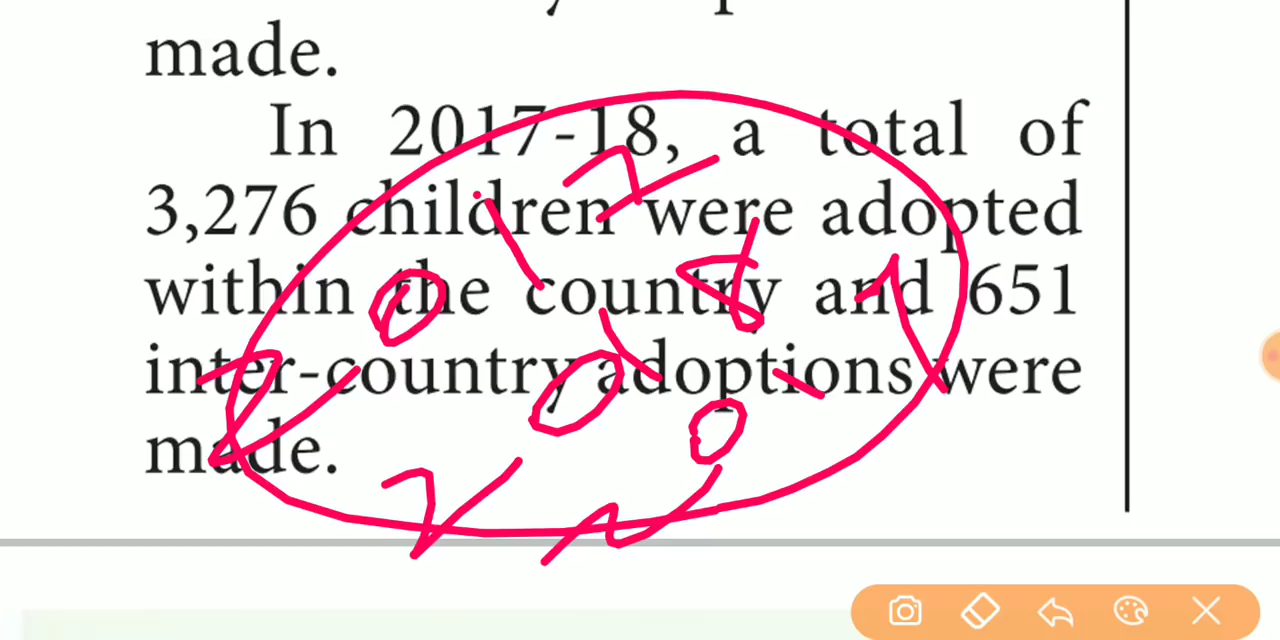 made.
In 2017-18, a total of
3,276 children were adopted
within the country and 651
inter-country adoptions were
made.